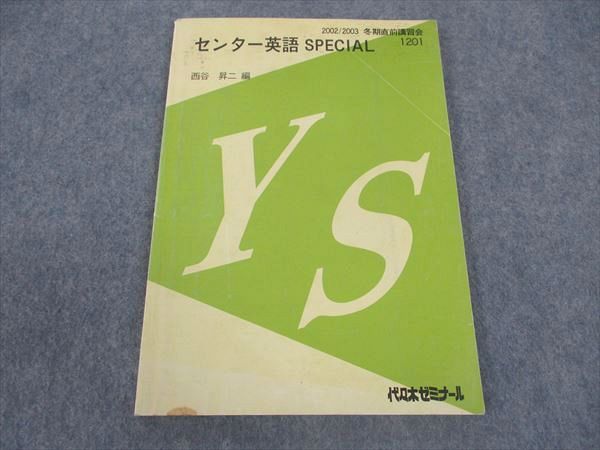 2002/2003 冬期直前講習会
センター英語 SPECIAL 1201
西谷 昇二 編
YS
代々木ゼミナール